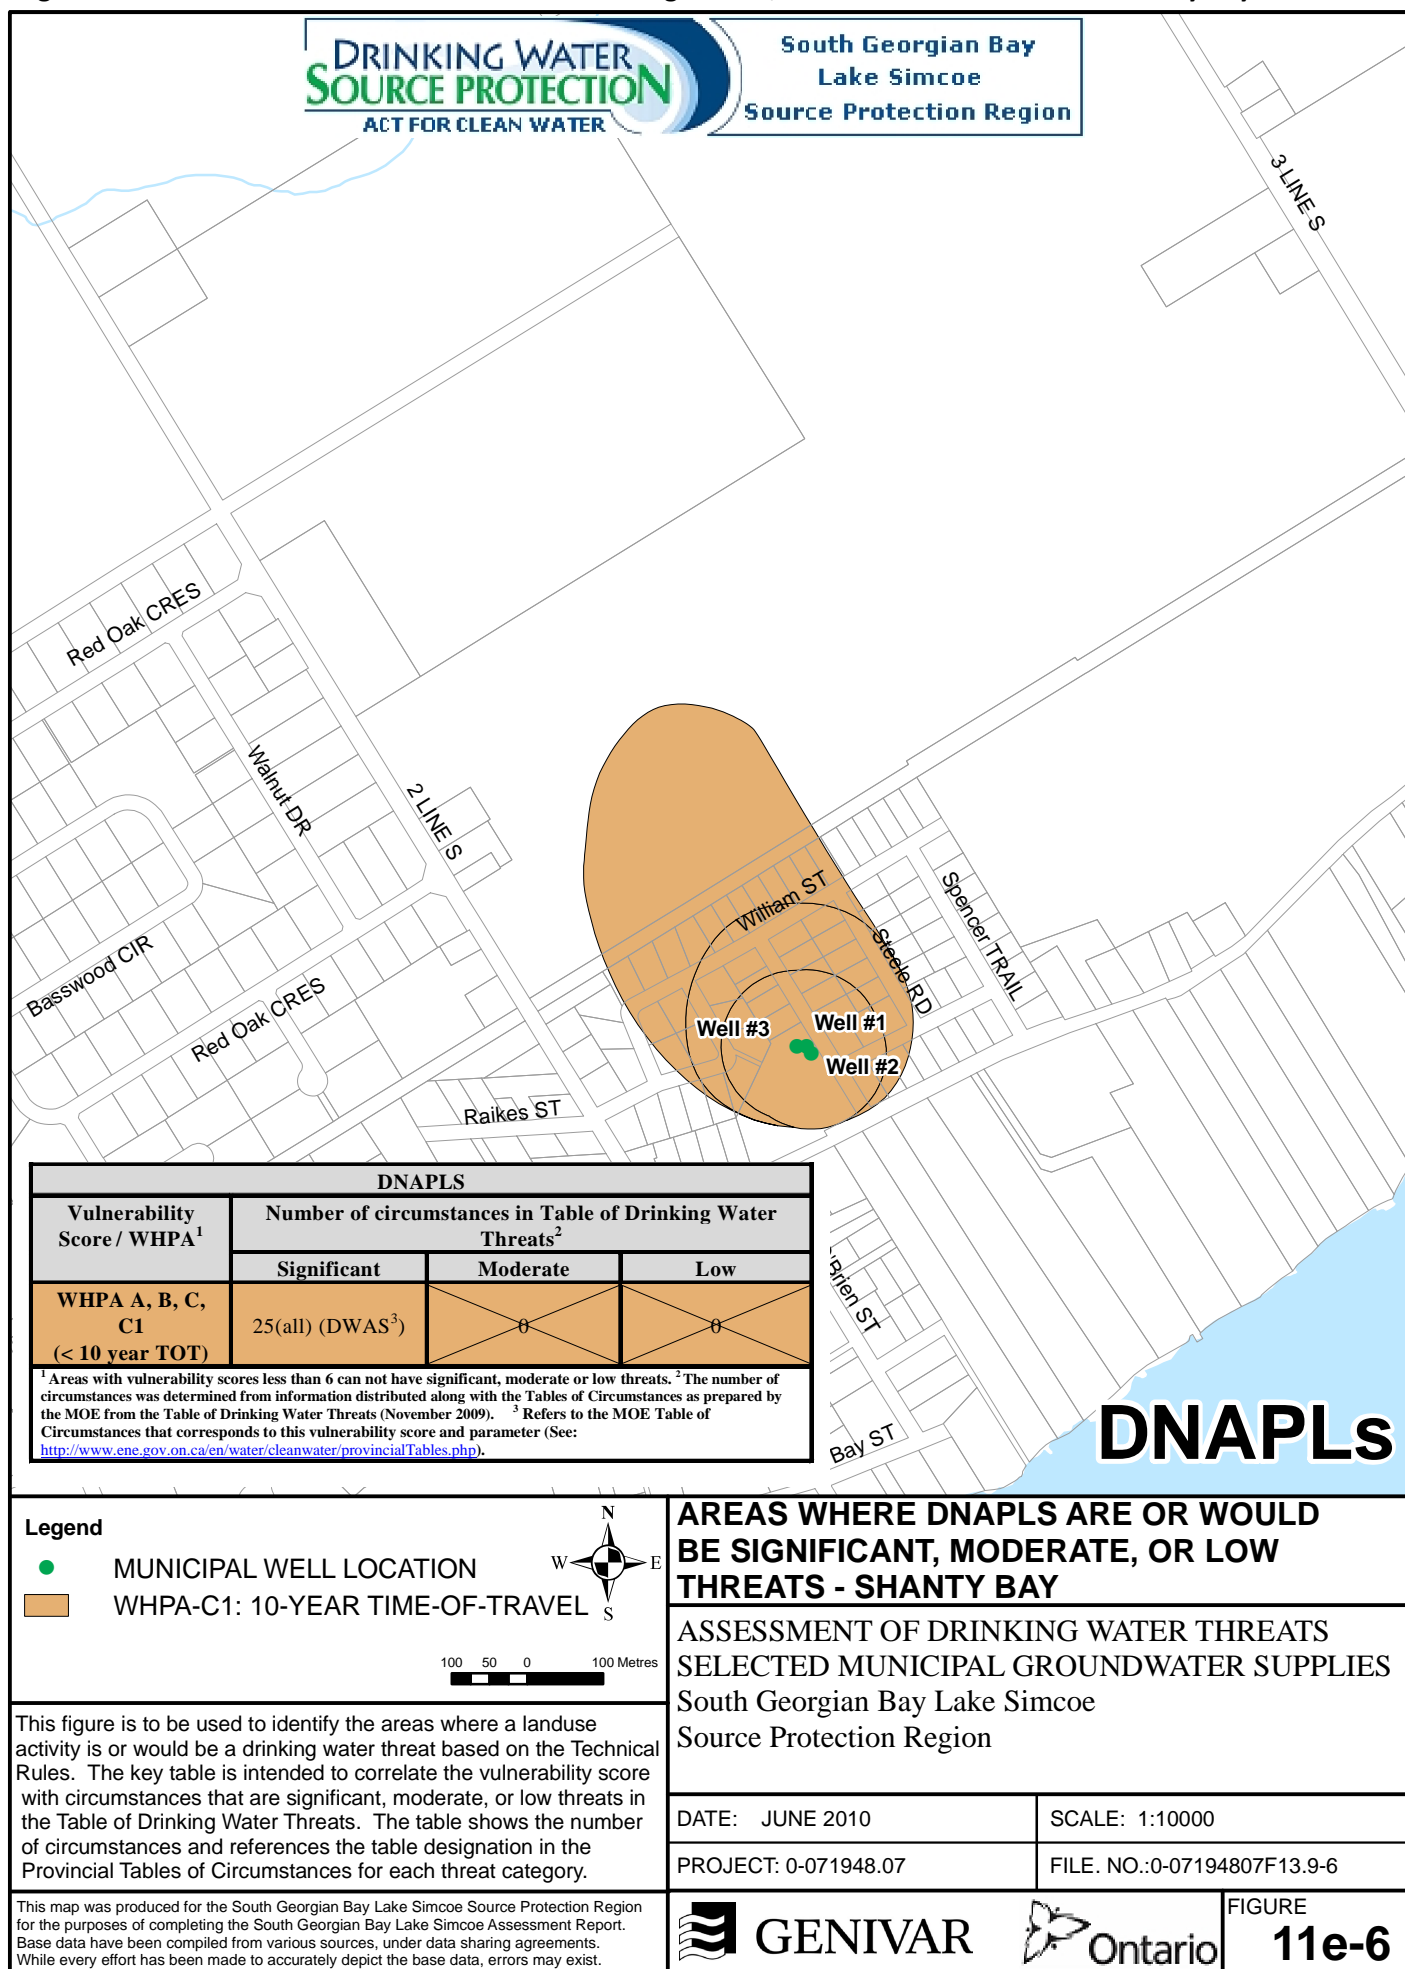 DRINKING WATER
SOURCE PROTECTION
ACT FOR CLEAN WATER
South Georgian Bay
Lake Simcoe
Source Protection Region
3 LINE S
Red Oak CRES
Walnut DR
2 LINE S
William ST
Spencer TRAIL
Steele RD
Basswood CIR
Red Oak CRES
Well #3
Well #1
Well #2
Raikes ST
'Brien ST
Bay ST
DNAPLS
Vulnerability
Score / WHPA1
Number of circumstances in Table of Drinking Water
Threats2
Significant
Moderate
Low
WHPA A, B, C,
C1
(< 10 year TOT)
25(all) (DWAS3)
0
0
1 Areas with vulnerability scores less than 6 can not have significant, moderate or low threats. 2 The number of
circumstances was determined from information distributed along with the Tables of Circumstances as prepared by
the MOE from the Table of Drinking Water Threats (November 2009). 3 Refers to the MOE Table of
Circumstances that corresponds to this vulnerability score and parameter (See:
http://www.ene.gov.on.ca/en/water/cleanwater/provincialTables.php).
DNAPLs
Legend
MUNICIPAL WELL LOCATION
WHPA-C1: 10-YEAR TIME-OF-TRAVEL
N
W
E
S
100 50 0 100 Metres
AREAS WHERE DNAPLS ARE OR WOULD
BE SIGNIFICANT, MODERATE, OR LOW
THREATS - SHANTY BAY
ASSESSMENT OF DRINKING WATER THREATS
SELECTED MUNICIPAL GROUNDWATER SUPPLIES
South Georgian Bay Lake Simcoe
Source Protection Region
This figure is to be used to identify the areas where a landuse
activity is or would be a drinking water threat based on the Technical
Rules. The key table is intended to correlate the vulnerability score
with circumstances that are significant, moderate, or low threats in
the Table of Drinking Water Threats. The table shows the number
of circumstances and references the table designation in the
Provincial Tables of Circumstances for each threat category.
DATE: JUNE 2010
SCALE: 1:10000
PROJECT: 0-071948.07
FILE. NO.:0-07194807F13.9-6
This map was produced for the South Georgian Bay Lake Simcoe Source Protection Region
for the purposes of completing the South Georgian Bay Lake Simcoe Assessment Report.
Base data have been compiled from various sources, under data sharing agreements.
While every effort has been made to accurately depict the base data, errors may exist.
GENIVAR
Ontario
FIGURE
11e-6